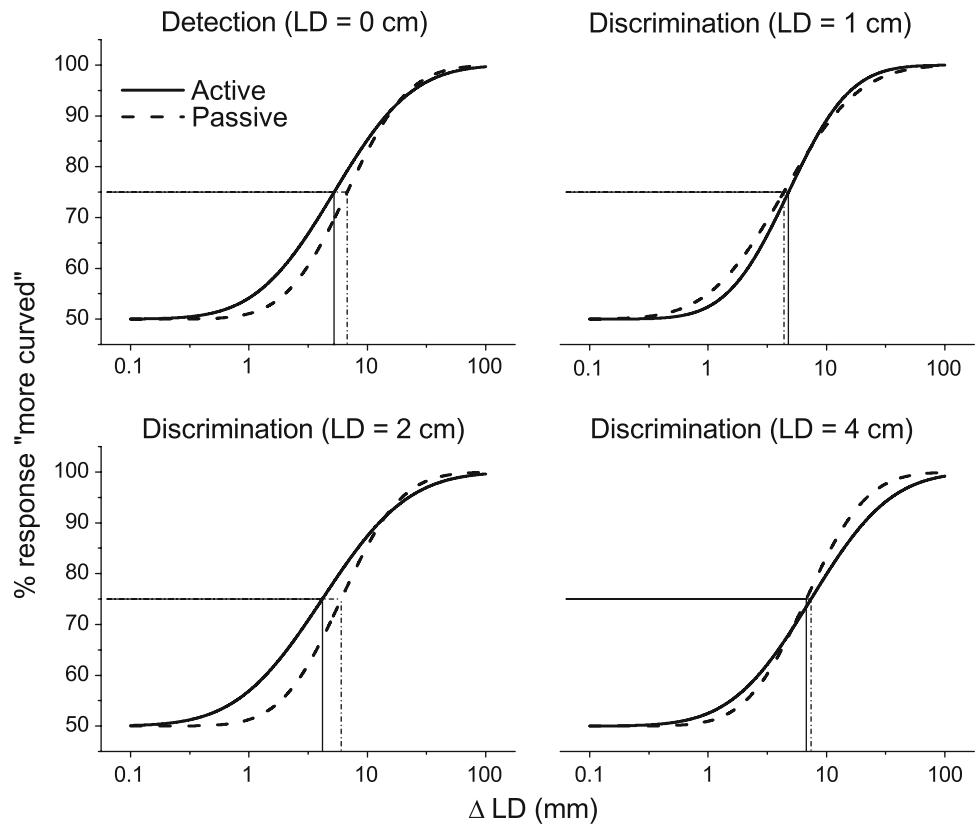 Detection (LD = 0 cm)
100
90
80
70
60
50
Active
Passive
0.1 1 10 100
Discrimination (LD = 1 cm)
0.1 1 10 100
Discrimination (LD = 2 cm)
100
90
80
70
60
50
0.1 1 10 100
Discrimination (LD = 4 cm)
0.1 1 10 100
% response "more curved"
Δ LD (mm)